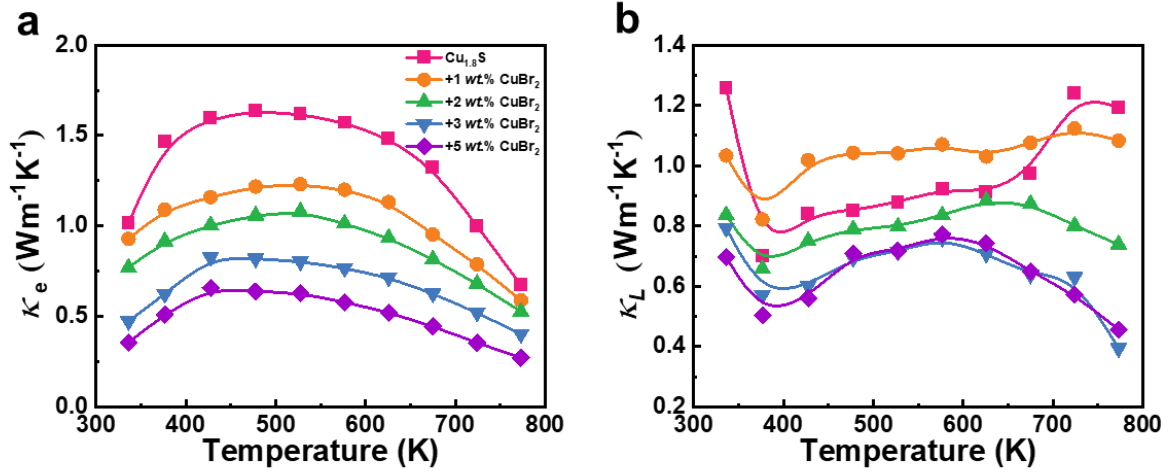 a
κe (Wm-1K-1)
2.0
1.5
1.0
0.5
0.0
Cu1.8S
+1 wt.% CuBr2
+2 wt.% CuBr2
+3 wt.% CuBr2
+5 wt.% CuBr2
300 400 500 600 700 800
Temperature (K)
b
κL (Wm-1K-1)
1.4
1.2
1.0
0.8
0.6
0.4
0.2
300 400 500 600 700 800
Temperature (K)